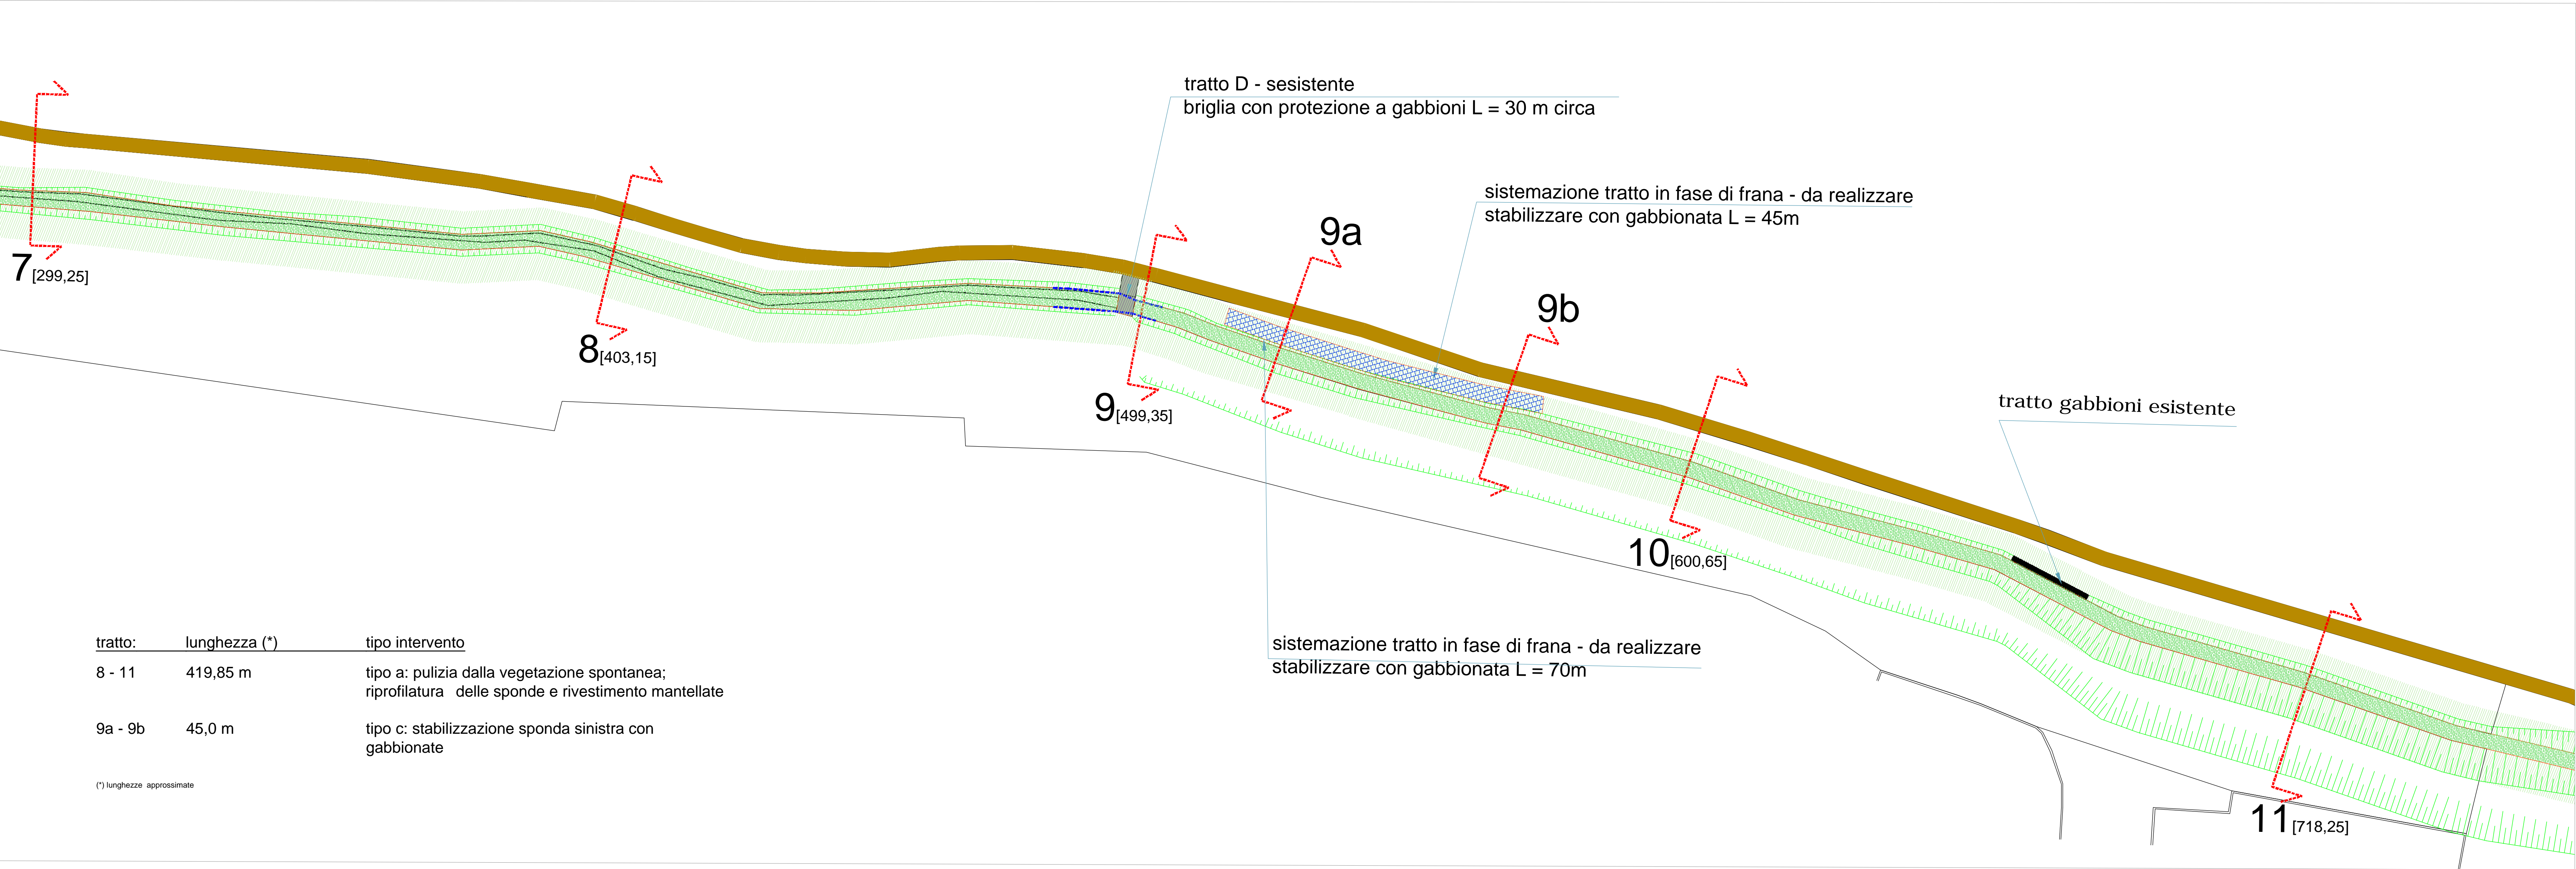 tratto D - sesistente
briglia con protezione a gabbioni L = 30 m circa
sistemazione tratto in fase di frana - da realizzare
stabilizzare con gabbionata L = 45m
9a
9b
7[299,25]
8[403,15]
9[499,35]
tratto gabbioni esistente
10[600,65]
11[718,25]
sistemazione tratto in fase di frana - da realizzare
stabilizzare con gabbionata L = 70m
tratto: lunghezza (*) tipo intervento
8 - 11 419,85 m tipo a: pulizia dalla vegetazione spontanea;
riprofilatura delle sponde e rivestimento mantellate
9a - 9b 45,0 m tipo c: stabilizzazione sponda sinistra con
gabbionate
(*) lunghezze approssimate